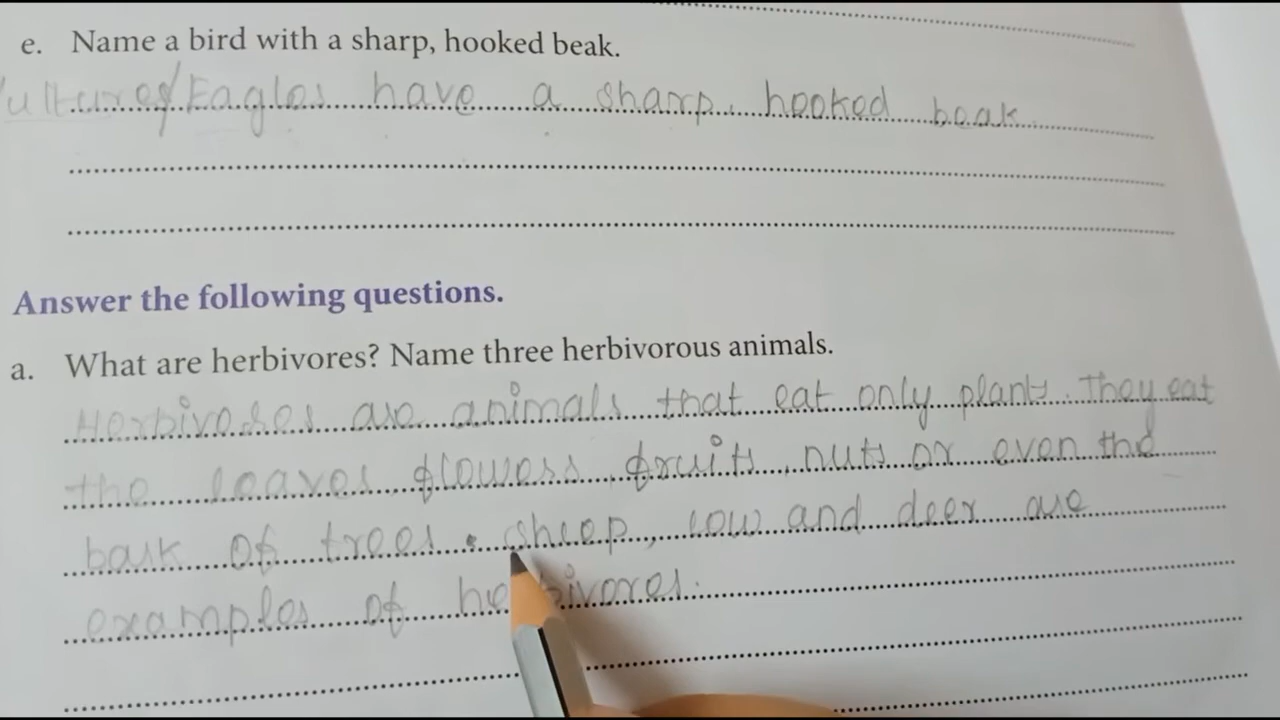 e. Name a bird with a sharp, hooked beak.
Vultures/Eagles have a sharp, hooked beak
Answer the following questions.
a. What are herbivores? Name three herbivorous animals.
Herbivores are animals that eat only plants. They eat
the leaves flowers, fruits, nuts or even the
bark of trees. sheep, cow and deer are
examples of herbivores.